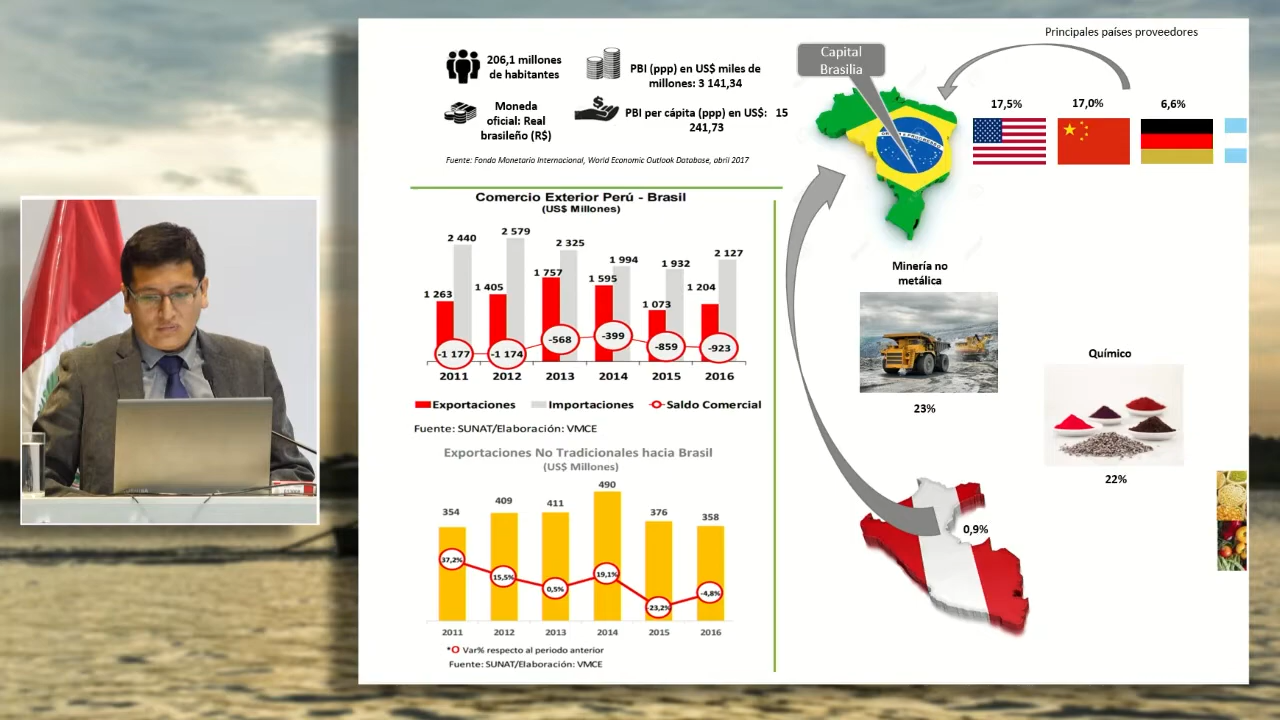 206,1 millones
de habitantes
PBI (ppp) en US$ miles de
millones: 3 141,34
Moneda
oficial: Real
brasileño (R$)
PBI per cápita (ppp) en US$: 15
241,73
Fuente: Fondo Monetario Internacional, World Economic Outlook Database, abril 2017
Comercio Exterior Perú - Brasil
(US$ Millones)
2 440
2 579
2 325
1 994
1 932
2 127
1 263
1 405
1 757
1 595
1 073
1 204
-1 177
-1 174
-568
-399
-859
-923
2011
2012
2013
2014
2015
2016
Exportaciones
Importaciones
Saldo Comercial
Fuente: SUNAT/Elaboración: VMCE
Exportaciones No Tradicionales hacia Brasil
(US$ Millones)
354
409
411
490
376
358
37,2%
15,5%
0,5%
19,1%
-23,2%
-4,8%
2011
2012
2013
2014
2015
2016
*O Var% respecto al periodo anterior
Fuente: SUNAT/Elaboración: VMCE
Capital
Brasilia
Principales países proveedores
17,5%
17,0%
6,6%
Minería no
metálica
23%
Químico
22%
0,9%